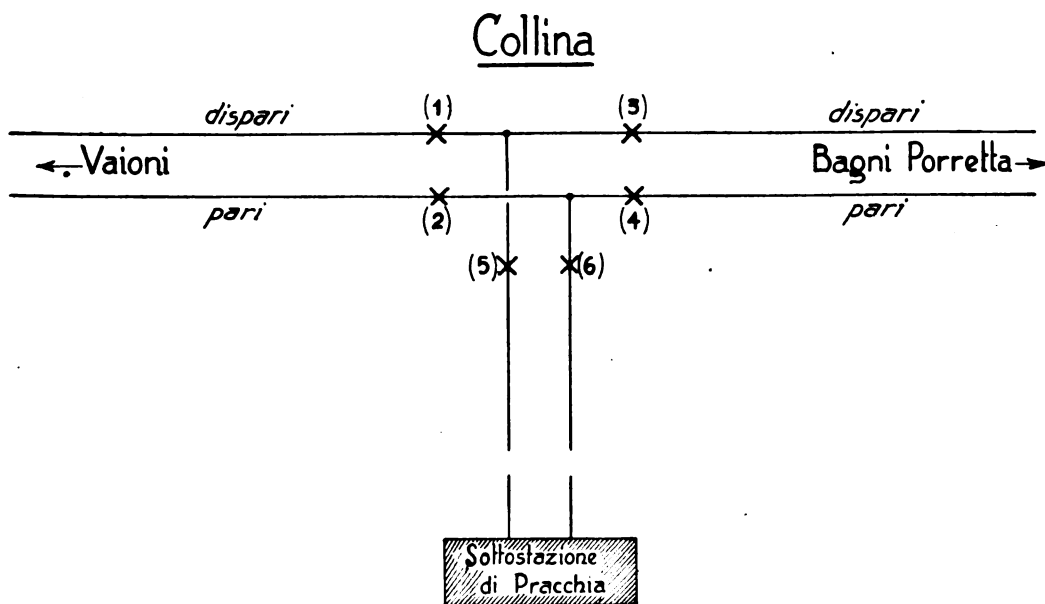 Collina
dispari
(1)
(3)
dispari
Vaioni
Bagni Porretta
pari
(2)
(4)
pari
(5)
(6)
Sottostazione
di Pracchia